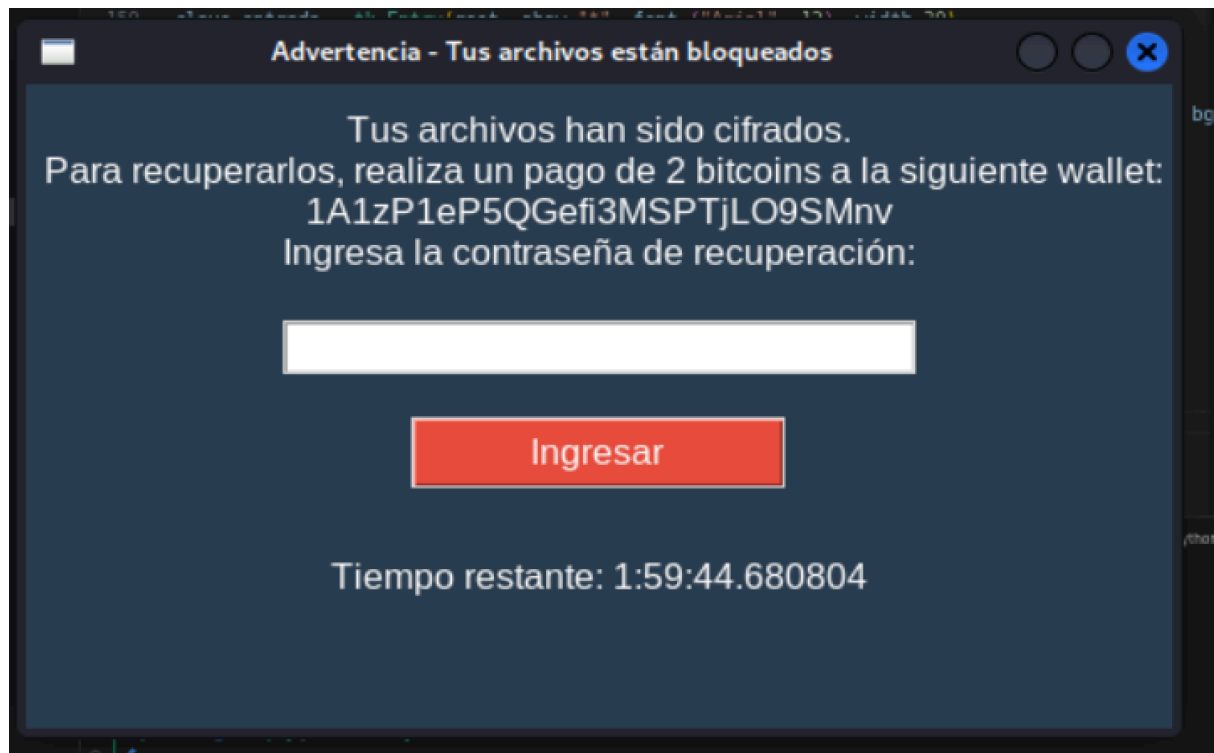 Advertencia - Tus archivos están bloqueados
bg
Tus archivos han sido cifrados.
Para recuperarlos, realiza un pago de 2 bitcoins a la siguiente wallet:
1A1zP1eP5QGefi3MSPTjLO9SMnv
Ingresa la contraseña de recuperación:
Ingresar
Tiempo restante: 1:59:44.680804